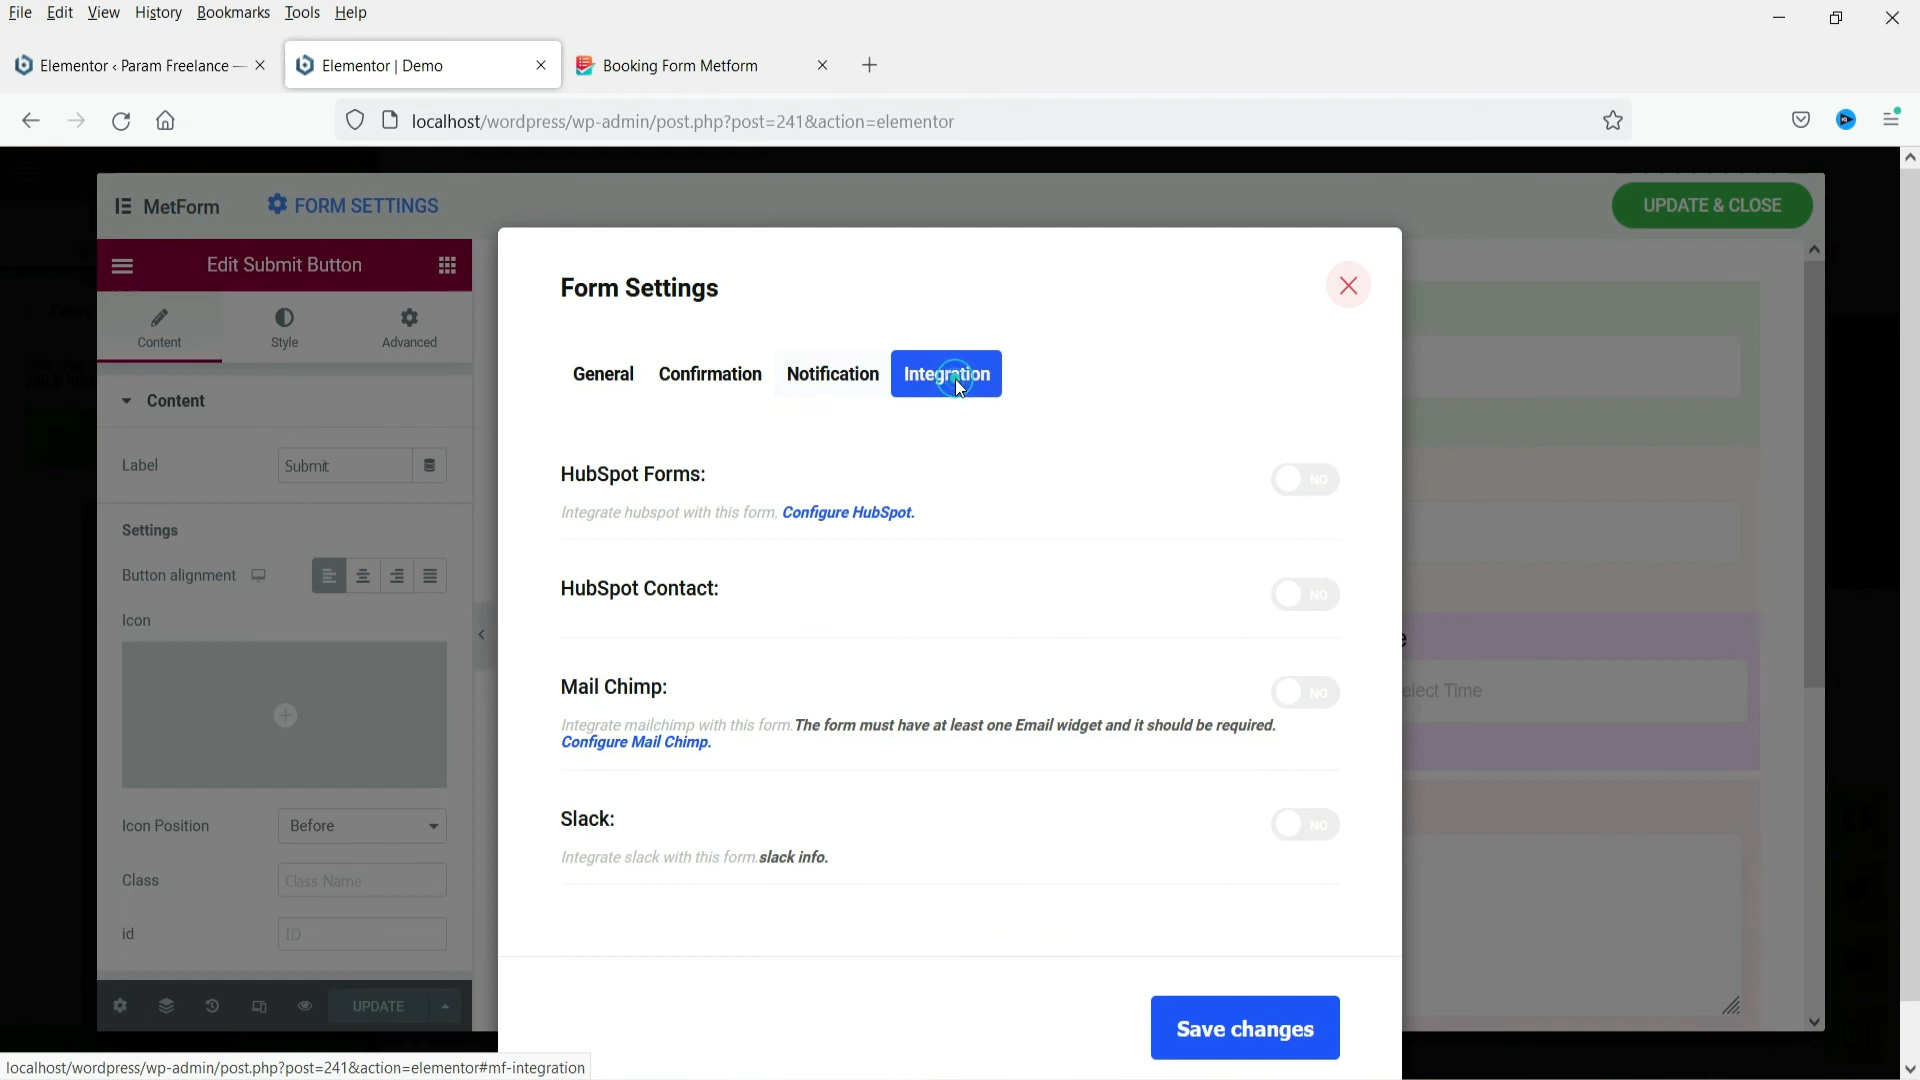 File Edit View History Bookmarks Tools Help
Elementor ‹ Param Freelance —
Elementor | Demo
Booking Form Metform
localhost/wordpress/wp-admin/post.php?post=241&action=elementor
MetForm
FORM SETTINGS
UPDATE & CLOSE
Edit Submit Button
Content
Style
Advanced
Content
Label
Submit
Settings
Button alignment
Icon
Icon Position
Before
Class
Class Name
id
ID
UPDATE
Form Settings
General
Confirmation
Notification
Integration
HubSpot Forms:
NO
Integrate hubspot with this form. Configure HubSpot.
HubSpot Contact:
NO
Mail Chimp:
NO
Integrate mailchimp with this form.The form must have at least one Email widget and it should be required.
Configure Mail Chimp.
Slack:
NO
Integrate slack with this form.slack info.
Save changes
elect Time
localhost/wordpress/wp-admin/post.php?post=241&action=elementor#mf-integration